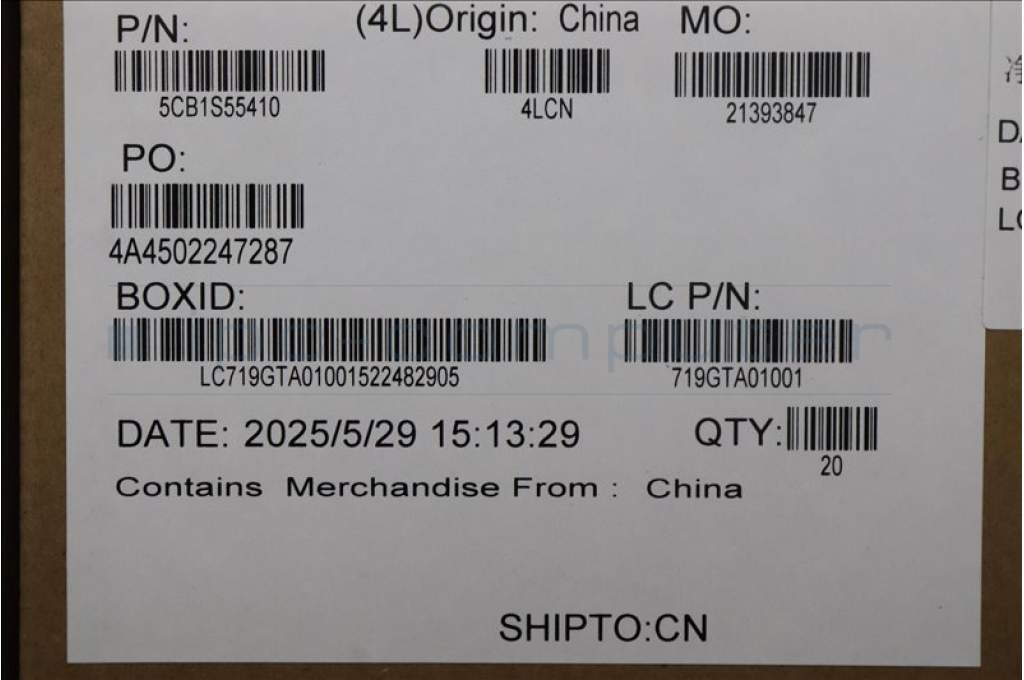 P/N: (4L)Origin: China MO:
5CB1S55410 4LCN 21393847
PO:
4A4502247287
BOXID: LC P/N:
LC719GTA01001522482905 719GTA01001
DATE: 2025/5/29 15:13:29 QTY:
20
Contains Merchandise From : China
SHIPTO:CN
净
B